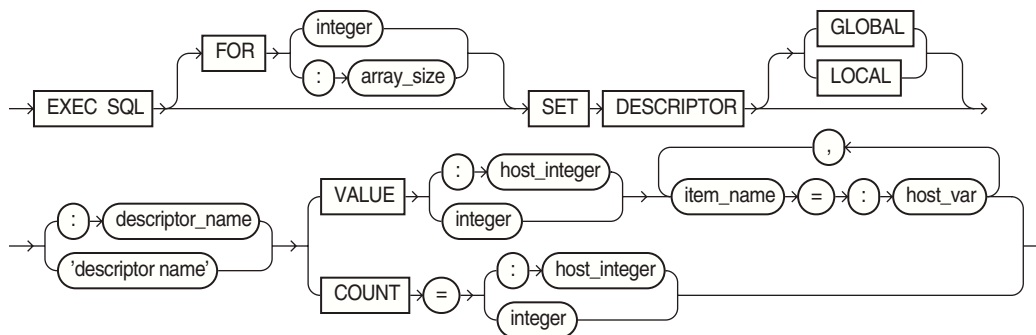 integer
FOR
: array_size
GLOBAL
LOCAL
EXEC SQL
SET DESCRIPTOR
,
: host_integer
VALUE
integer
item_name = : host_var
: descriptor_name
'descriptor name'
: host_integer
COUNT =
integer